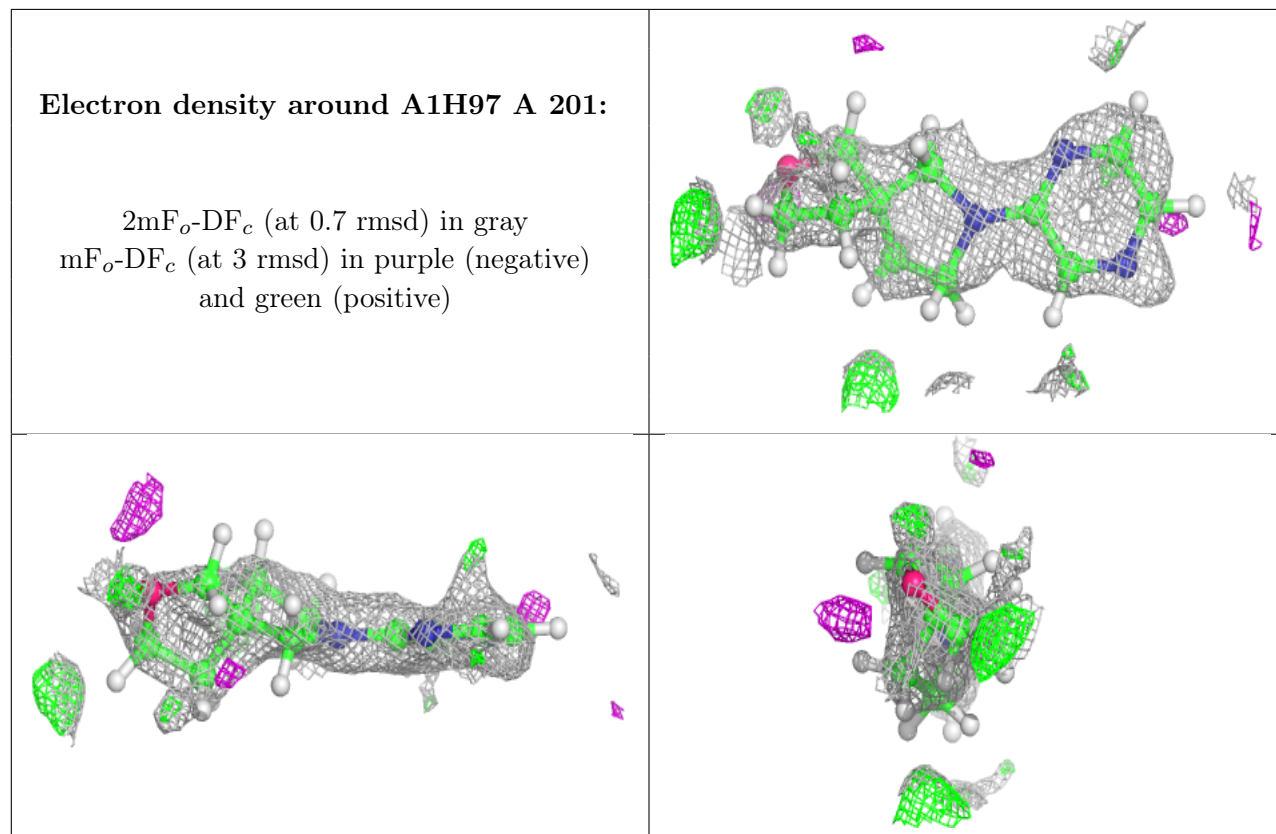 Electron density around A1H97 A 201:
2mFo-DFc (at 0.7 rmsd) in gray
mFo-DFc (at 3 rmsd) in purple (negative)
and green (positive)